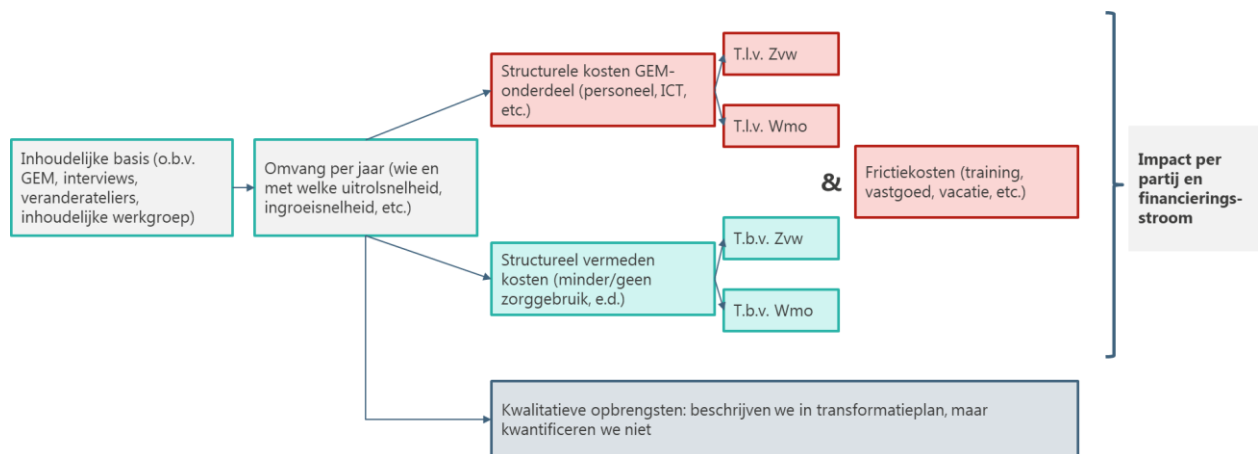 Inhoudelijke basis (o.b.v.
GEM, interviews,
veranderateliers,
inhoudelijke werkgroep)
Omvang per jaar (wie en
met welke uitrolsnelheid,
ingroeisnelheid, etc.)
Structurele kosten GEM-
onderdeel (personeel, ICT,
etc.)
T.l.v. Zvw
T.l.v. Wmo
Structureel vermeden
kosten (minder/geen
zorggebruik, e.d.)
T.b.v. Zvw
T.b.v. Wmo
&
Frictiekosten (training,
vastgoed, vacatie, etc.)
Impact per
partij en
financierings-
stroom
Kwalitatieve opbrengsten: beschrijven we in transformatieplan, maar
kwantificeren we niet